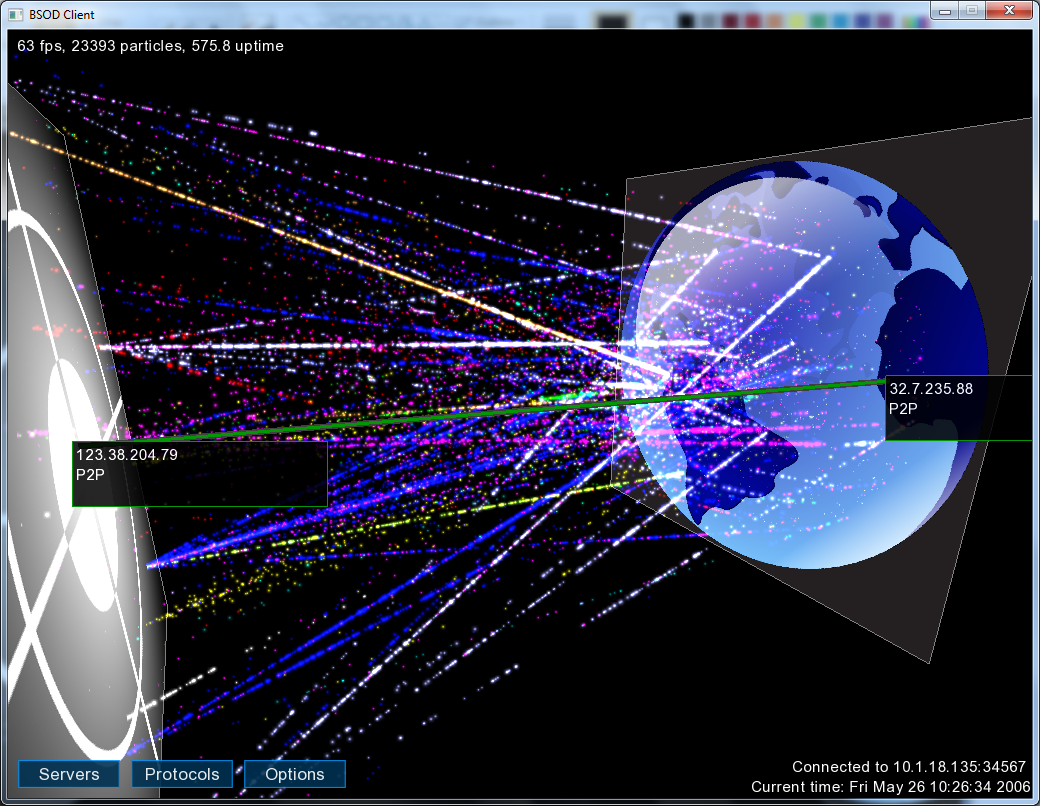 BSOD Client
63 fps, 23393 particles, 575.8 uptime
32.7.235.88
P2P
123.38.204.79
P2P
Servers
Protocols
Options
Connected to 10.1.18.135:34567
Current time: Fri May 26 10:26:34 2006